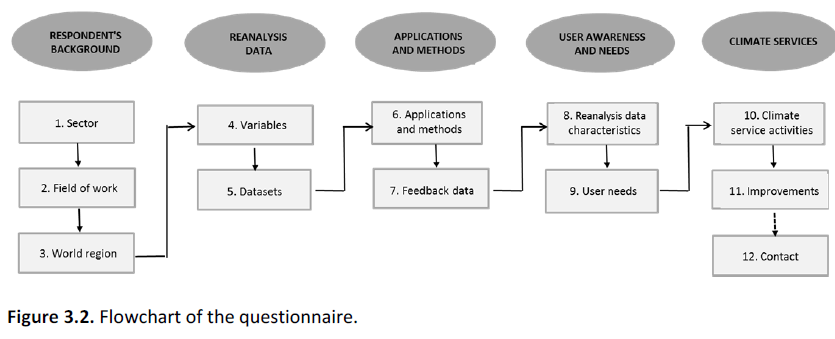 RESPONDENT'S
BACKGROUND
REANALYSIS
DATA
APPLICATIONS
AND METHODS
USER AWARENESS
AND NEEDS
CLIMATE SERVICES
1. Sector
2. Field of work
3. World region
4. Variables
5. Datasets
6. Applications
and methods
7. Feedback data
8. Reanalysis data
characteristics
9. User needs
10. Climate
service activities
11. Improvements
12. Contact
Figure 3.2. Flowchart of the questionnaire.